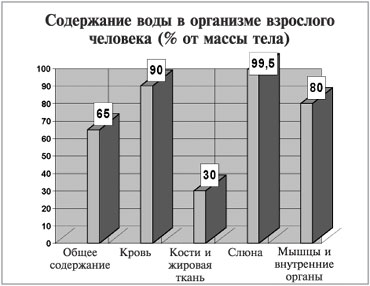 Содержание воды в организме взрослого
человека (% от массы тела)
100
90
80
70
60
50
40
30
20
10
0
65
90
30
99,5
80
Общее
содержание
Кровь
Кости и
жировая
ткань
Слюна
Мышцы и
внутренние
органы